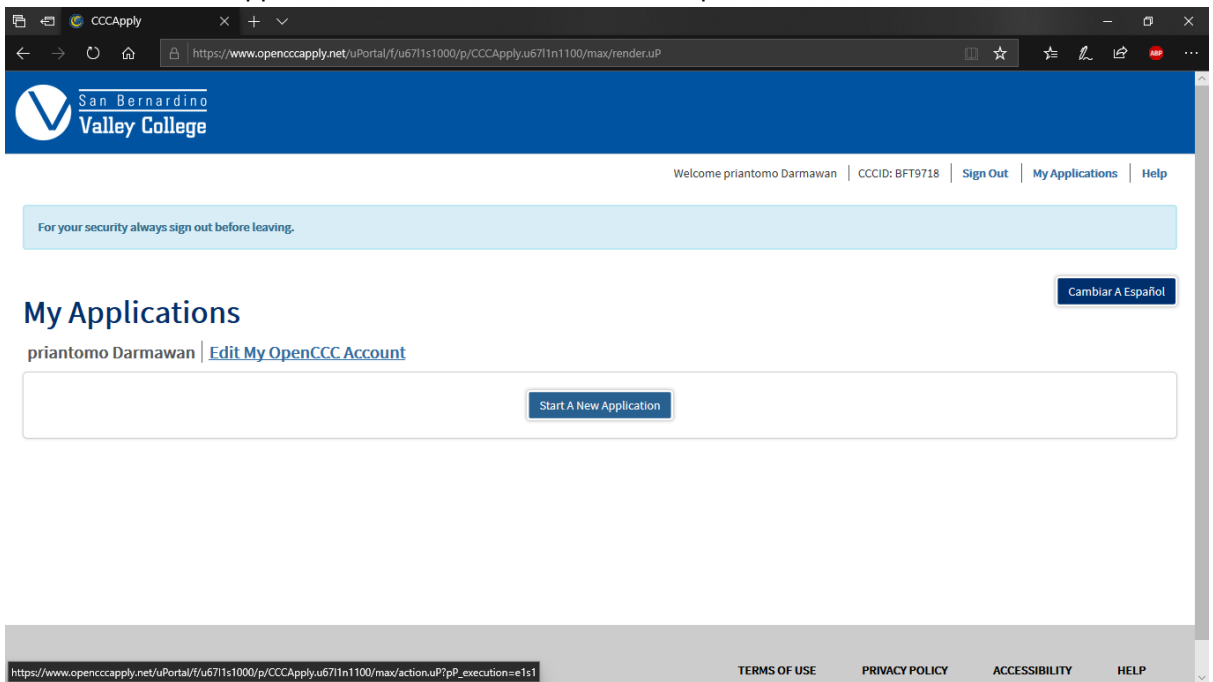 CCCApply
https://www.opencccapply.net/uPortal/f/u67l1s1000/p/CCCApply.u67l1n1100/max/render.uP
ABP
San Bernardino
Valley College
Welcome priantomo Darmawan | CCCID: BFT9718 | Sign Out | My Applications | Help
For your security always sign out before leaving.
Cambiar A Español
My Applications
priantomo Darmawan | Edit My OpenCCC Account
Start A New Application
TERMS OF USE PRIVACY POLICY ACCESSIBILITY HELP
https://www.opencccapply.net/uPortal/f/u67l1s1000/p/CCCApply.u67l1n1100/max/action.uP?pP_execution=e1s1